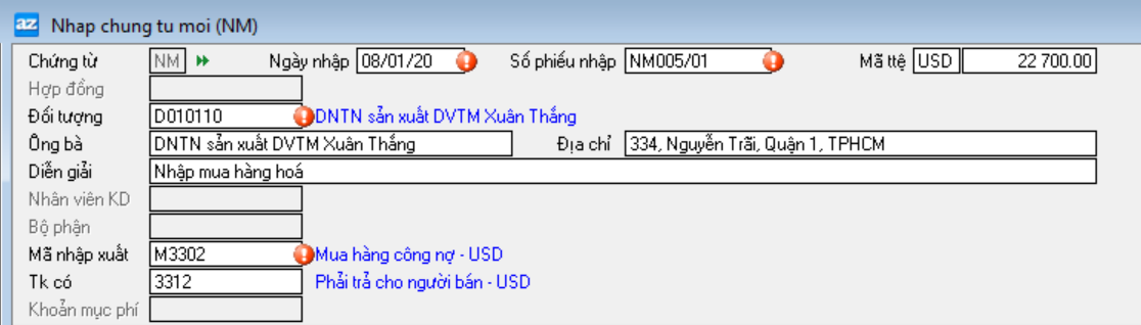 az Nhap chung tu moi (NM)
Chứng từ NM Ngày nhập 08/01/20 Số phiếu nhập NM005/01 Mã ttệ USD 22 700.00
Hợp đồng
Đối tượng D010110 DNTN sản xuất DVTM Xuân Thắng
Ông bà DNTN sản xuất DVTM Xuân Thắng Địa chỉ 334, Nguyễn Trãi, Quận 1, TPHCM
Diễn giải Nhập mua hàng hoá
Nhân viên KD
Bộ phận
Mã nhập xuất M3302 Mua hàng công nợ - USD
Tk có 3312 Phải trả cho người bán - USD
Khoản mục phí